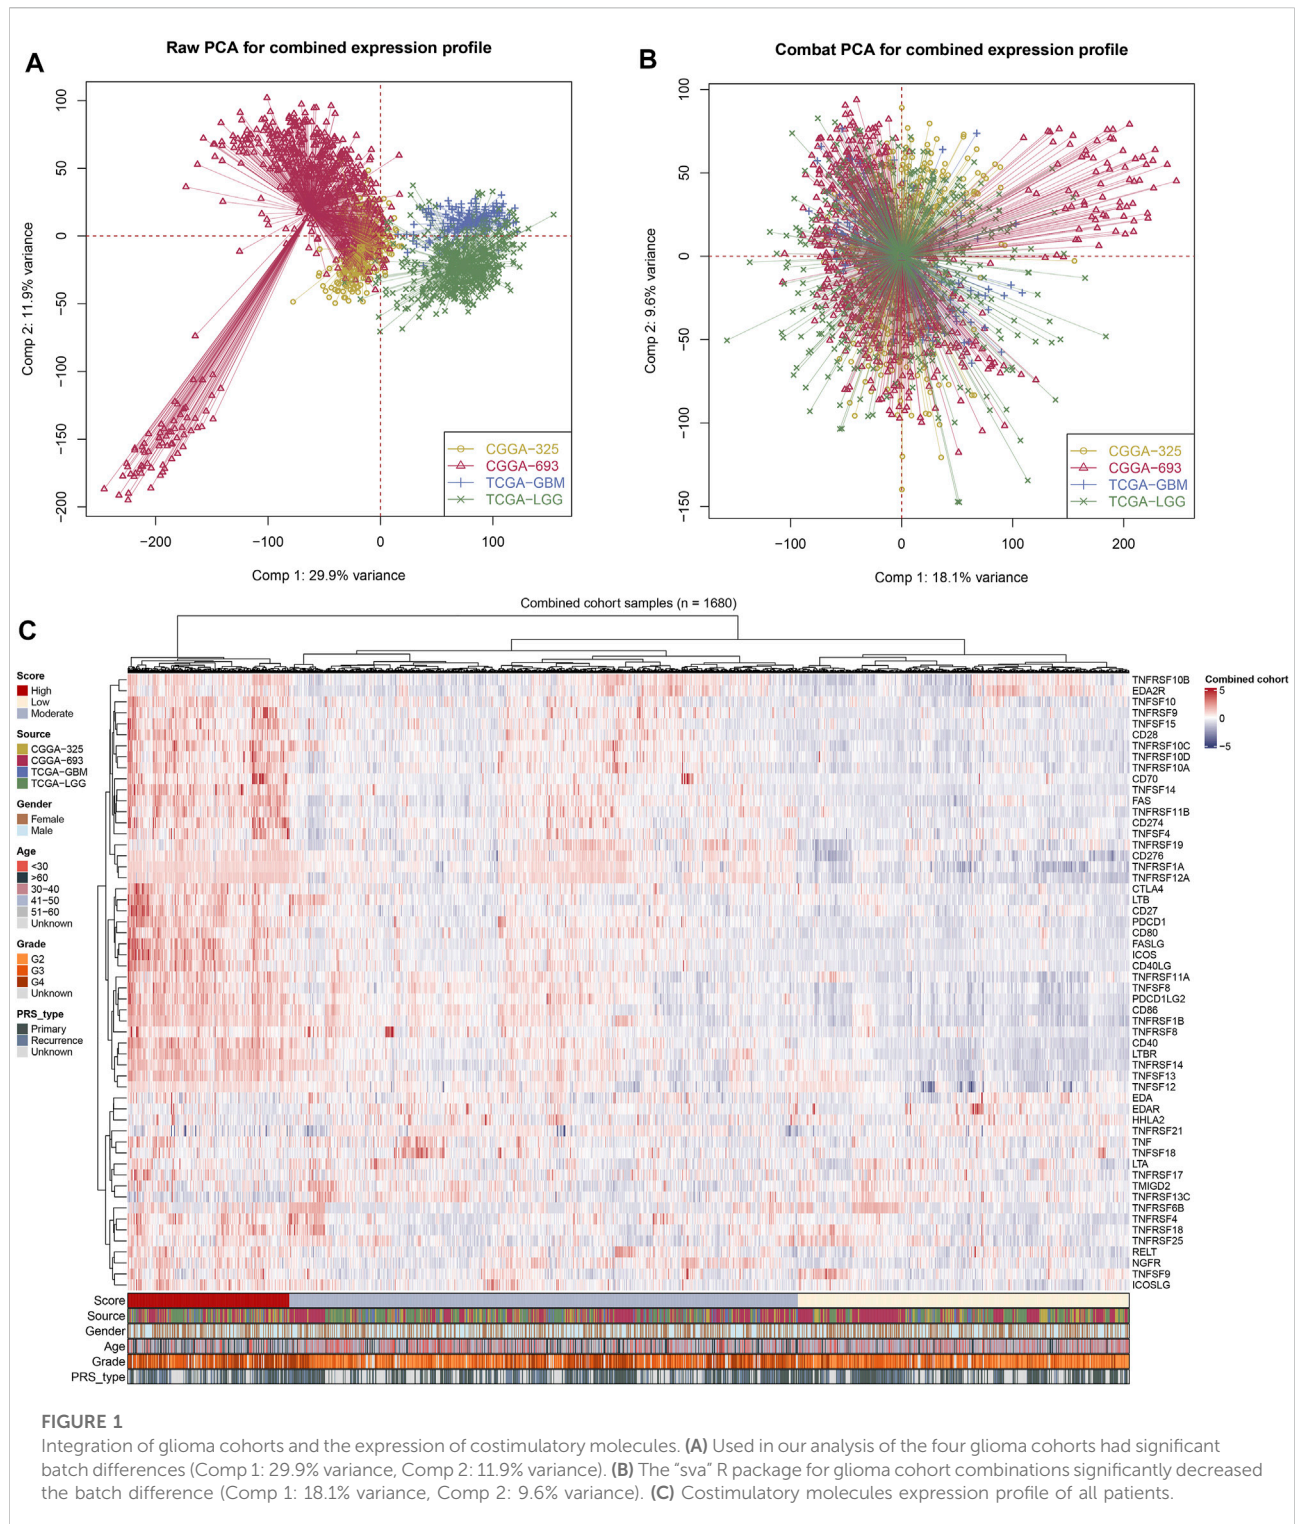 A
Raw PCA for combined expression profile
Comp 2: 11.9% variance
100
50
0
−50
−100
−150
−200
−200
−100
0
100
Comp 1: 29.9% variance
CGGA−325
CGGA−693
TCGA−GBM
TCGA−LGG
B
Combat PCA for combined expression profile
Comp 2: 9.6% variance
100
50
0
−50
−100
−150
−100
0
100
200
Comp 1: 18.1% variance
CGGA−325
CGGA−693
TCGA−GBM
TCGA−LGG
C
Combined cohort samples (n = 1680)
Score
High
Low
Moderate
Source
CGGA−325
CGGA−693
TCGA−GBM
TCGA−LGG
Gender
Female
Male
Age
<30
>60
30−40
41−50
51−60
Unknown
Grade
G2
G3
G4
Unknown
PRS_type
Primary
Recurrence
Unknown
TNFRSF10B
EDA2R
TNFSF10
TNFRSF9
TNFSF15
CD28
TNFRSF10C
TNFRSF10D
TNFRSF10A
CD70
TNFSF14
FAS
TNFRSF11B
CD274
TNFSF4
TNFRSF19
CD276
TNFRSF1A
TNFRSF12A
CTLA4
LTB
CD27
PDCD1
CD80
FASLG
ICOS
CD40LG
TNFRSF11A
TNFSF8
PDCD1LG2
CD86
TNFRSF1B
TNFRSF8
CD40
LTBR
TNFRSF14
TNFSF13
TNFSF12
EDA
EDAR
HHLA2
TNFRSF21
TNF
TNFSF18
LTA
TNFRSF17
TMIGD2
TNFRSF13C
TNFRSF6B
TNFRSF4
TNFRSF18
TNFRSF25
RELT
NGFR
TNFSF9
ICOSLG
Combined cohort
5
0
−5
Score
Source
Gender
Age
Grade
PRS_type
FIGURE 1
Integration of glioma cohorts and the expression of costimulatory molecules. (A) Used in our analysis of the four glioma cohorts had significant
batch differences (Comp 1: 29.9% variance, Comp 2: 11.9% variance). (B) The “sva” R package for glioma cohort combinations significantly decreased
the batch difference (Comp 1: 18.1% variance, Comp 2: 9.6% variance). (C) Costimulatory molecules expression profile of all patients.